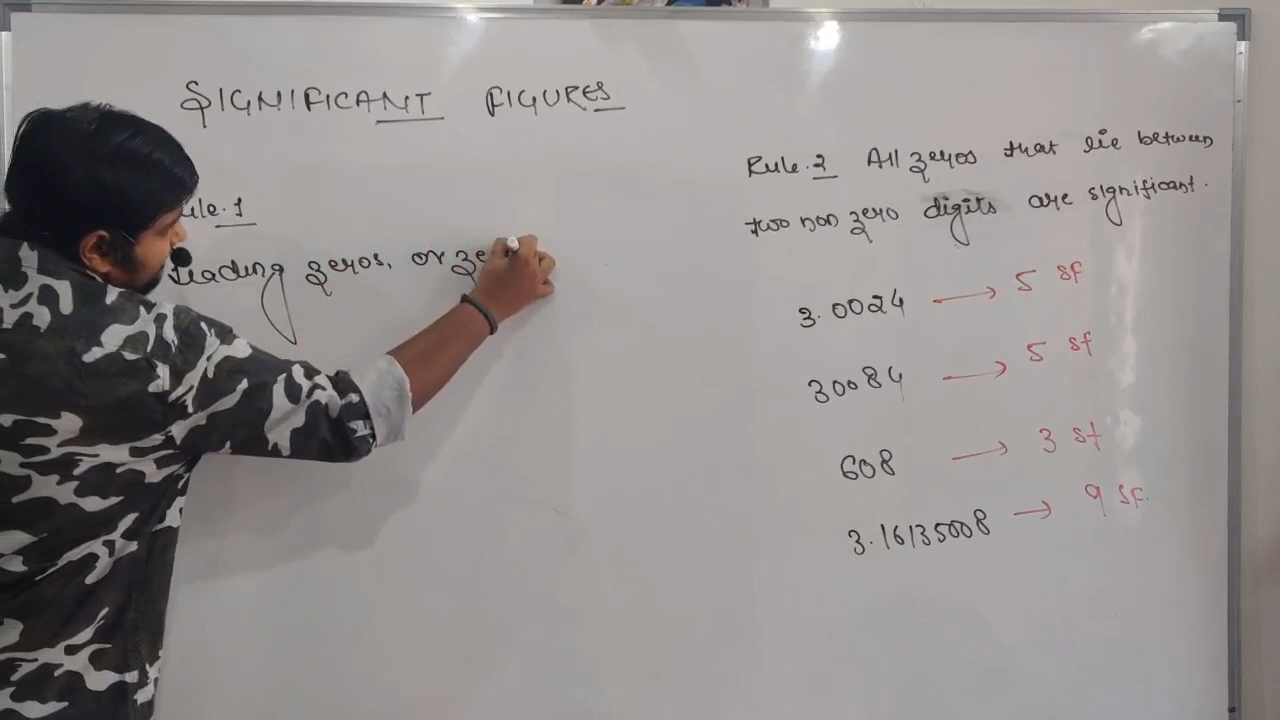 SIGNIFICANT FIGURES
ule.1
Leading zeros, or ze
Rule.2 All zeros that lie between
two non zero digits are significant.
3.0024 → 5 sf
30084 → 5 sf
608 → 3 sf
3.16135008 → 9 sf.